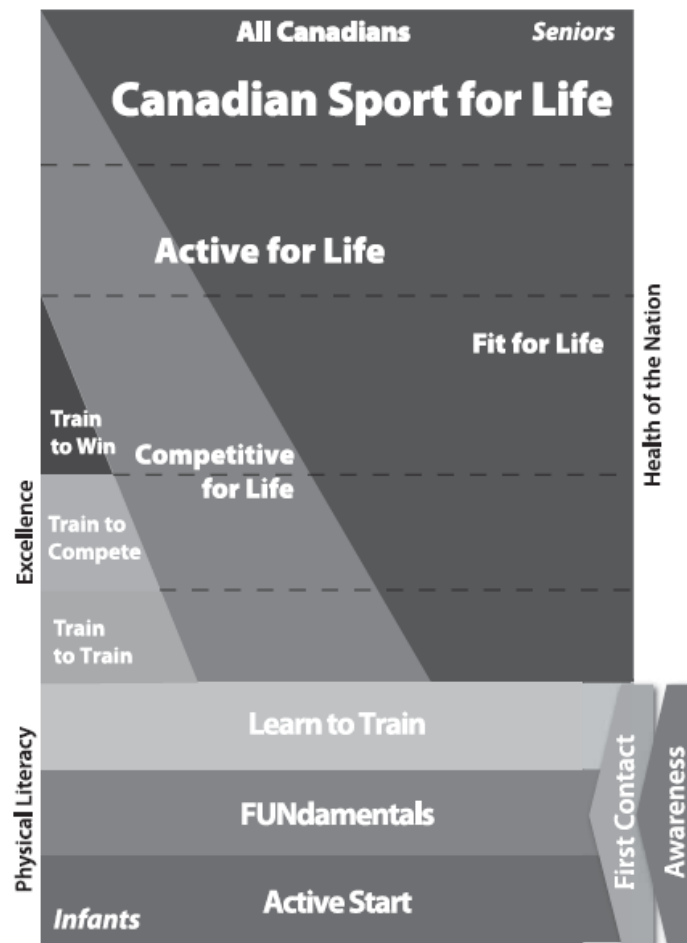 All Canadians
Seniors
Canadian Sport for Life
Active for Life
Fit for Life
Health of the Nation
Train
to Win
Competitive
for Life
Excellence
Train to
Compete
Train
to Train
Physical Literacy
Learn to Train
FUNdamentals
Active Start
Infants
First Contact
Awareness